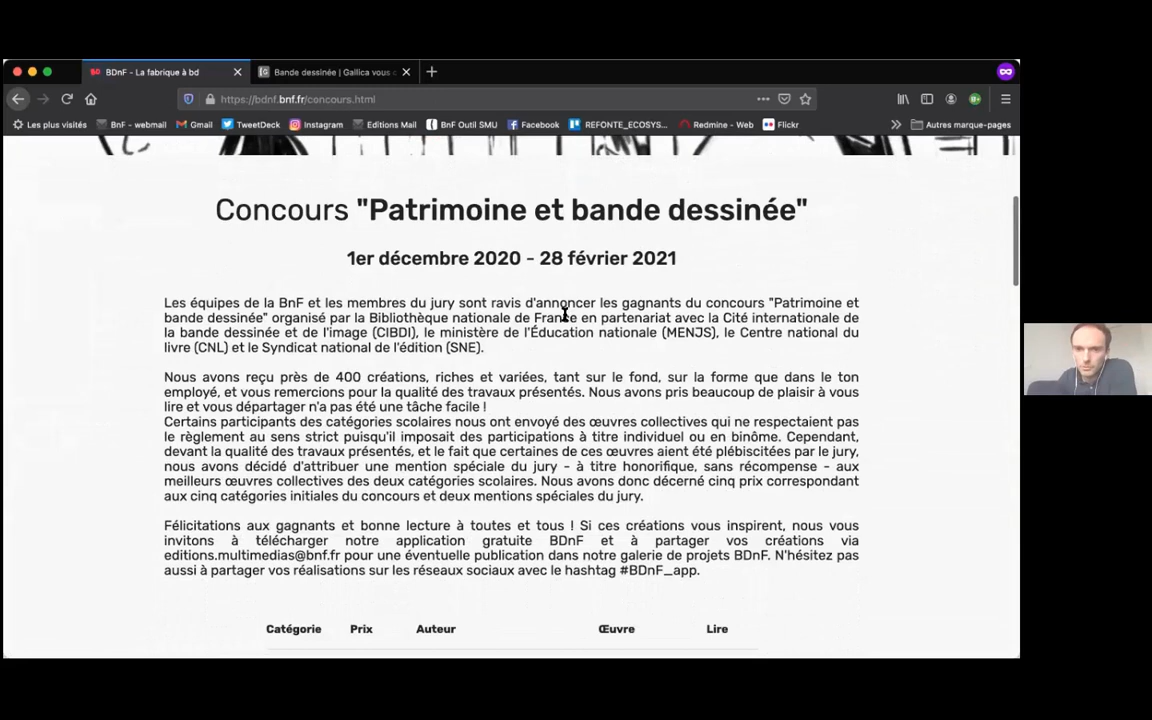 BDnF - La fabrique à bd
Bande dessinée | Gallica vous
https://bdnf.bnf.fr/concours.html
Les plus visités
BnF - webmail
Gmail
TweetDeck
Instagram
Editions Mail
BnF Outil SMU
Facebook
REFONTE_ECOSYS...
Redmine - Web
Flickr
Autres marque-pages
Concours "Patrimoine et bande dessinée"
1er décembre 2020 - 28 février 2021
Les équipes de la BnF et les membres du jury sont ravis d'annoncer les gagnants du concours "Patrimoine et
bande dessinée" organisé par la Bibliothèque nationale de France en partenariat avec la Cité internationale de
la bande dessinée et de l'image (CIBDI), le ministère de l'Éducation nationale (MENJS), le Centre national du
livre (CNL) et le Syndicat national de l'édition (SNE).
Nous avons reçu près de 400 créations, riches et variées, tant sur le fond, sur la forme que dans le ton
employé, et vous remercions pour la qualité des travaux présentés. Nous avons pris beaucoup de plaisir à vous
lire et vous départager n'a pas été une tâche facile !
Certains participants des catégories scolaires nous ont envoyé des œuvres collectives qui ne respectaient pas
le règlement au sens strict puisqu'il imposait des participations à titre individuel ou en binôme. Cependant,
devant la qualité des travaux présentés, et le fait que certaines de ces œuvres aient été plébiscitées par le jury,
nous avons décidé d'attribuer une mention spéciale du jury - à titre honorifique, sans récompense - aux
meilleurs œuvres collectives des deux catégories scolaires. Nous avons donc décerné cinq prix correspondant
aux cinq catégories initiales du concours et deux mentions spéciales du jury.
Félicitations aux gagnants et bonne lecture à toutes et tous ! Si ces créations vous inspirent, nous vous
invitons à télécharger notre application gratuite BDnF et à partager vos créations via
editions.multimedias@bnf.fr pour une éventuelle publication dans notre galerie de projets BDnF. N'hésitez pas
aussi à partager vos réalisations sur les réseaux sociaux avec le hashtag #BDnF_app.
Catégorie Prix Auteur Œuvre Lire